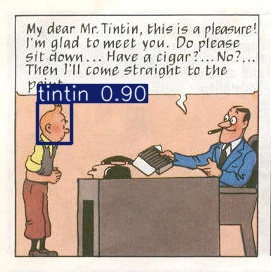 My dear Mr. Tintin, this is a pleasure!
I'm glad to meet you. Do please
sit down... Have a cigar?... No?...
Then I'll come straight to the
tintin 0.90